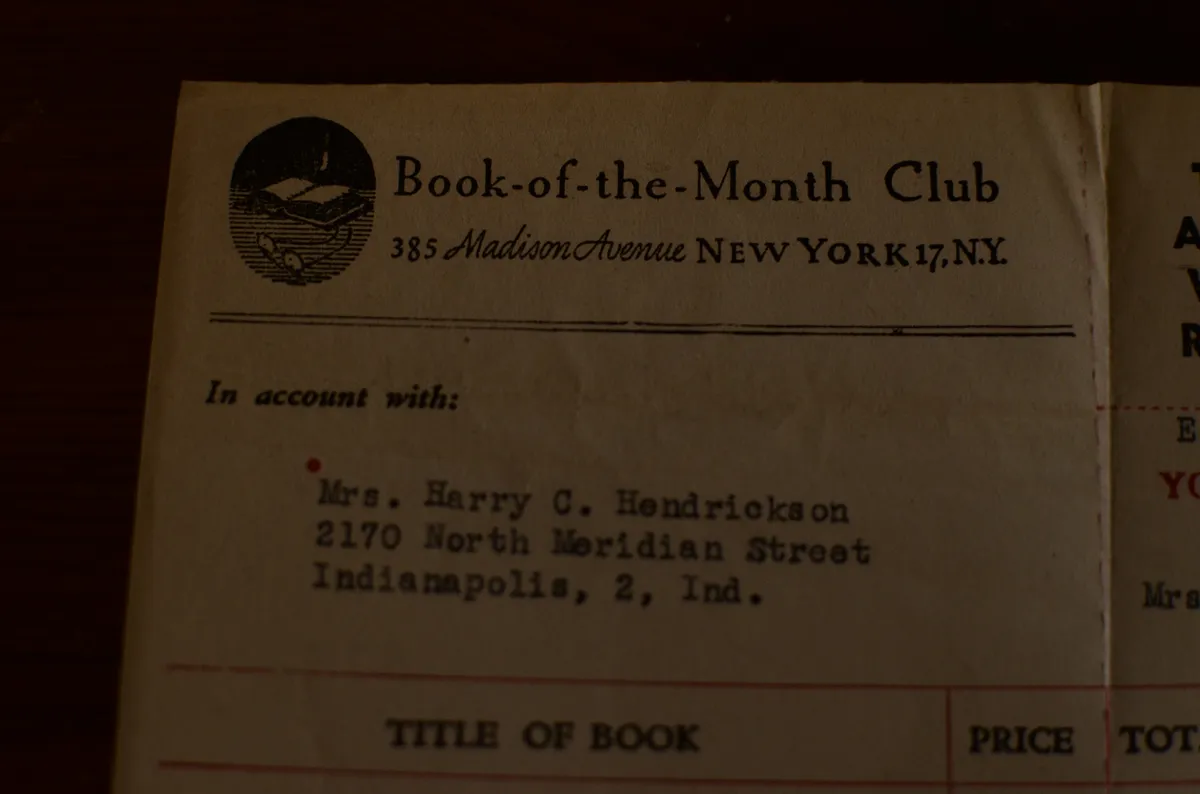 Book-of-the-Month Club
385 Madison Avenue NEW YORK 17, N.Y.
In account with:
Mrs. Harry C. Hendrickson
2170 North Meridian Street
Indianapolis, 2, Ind.
Mrs
TITLE OF BOOK PRICE